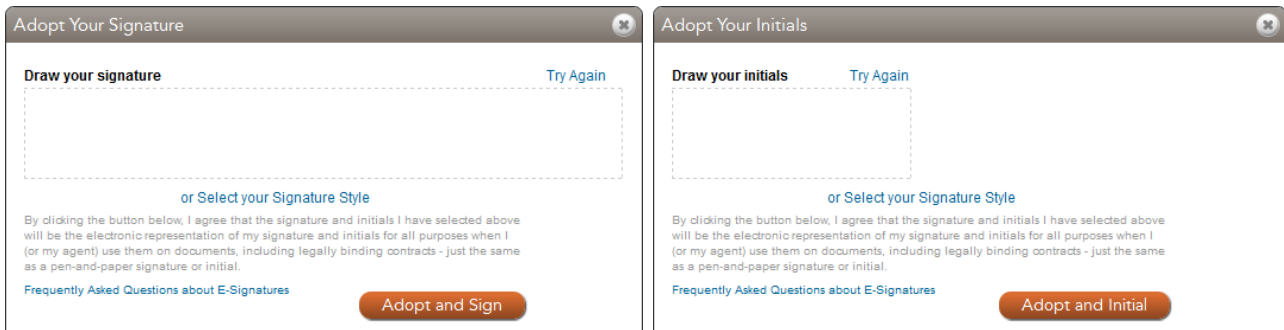 Adopt Your Signature
Draw your signature Try Again
or Select your Signature Style
By clicking the button below, I agree that the signature and initials I have selected above
will be the electronic representation of my signature and initials for all purposes when I
(or my agent) use them on documents, including legally binding contracts - just the same
as a pen-and-paper signature or initial.
Frequently Asked Questions about E-Signatures
Adopt and Sign
Adopt Your Initials
Draw your initials Try Again
or Select your Signature Style
By clicking the button below, I agree that the signature and initials I have selected above
will be the electronic representation of my signature and initials for all purposes when I
(or my agent) use them on documents, including legally binding contracts - just the same
as a pen-and-paper signature or initial.
Frequently Asked Questions about E-Signatures
Adopt and Initial